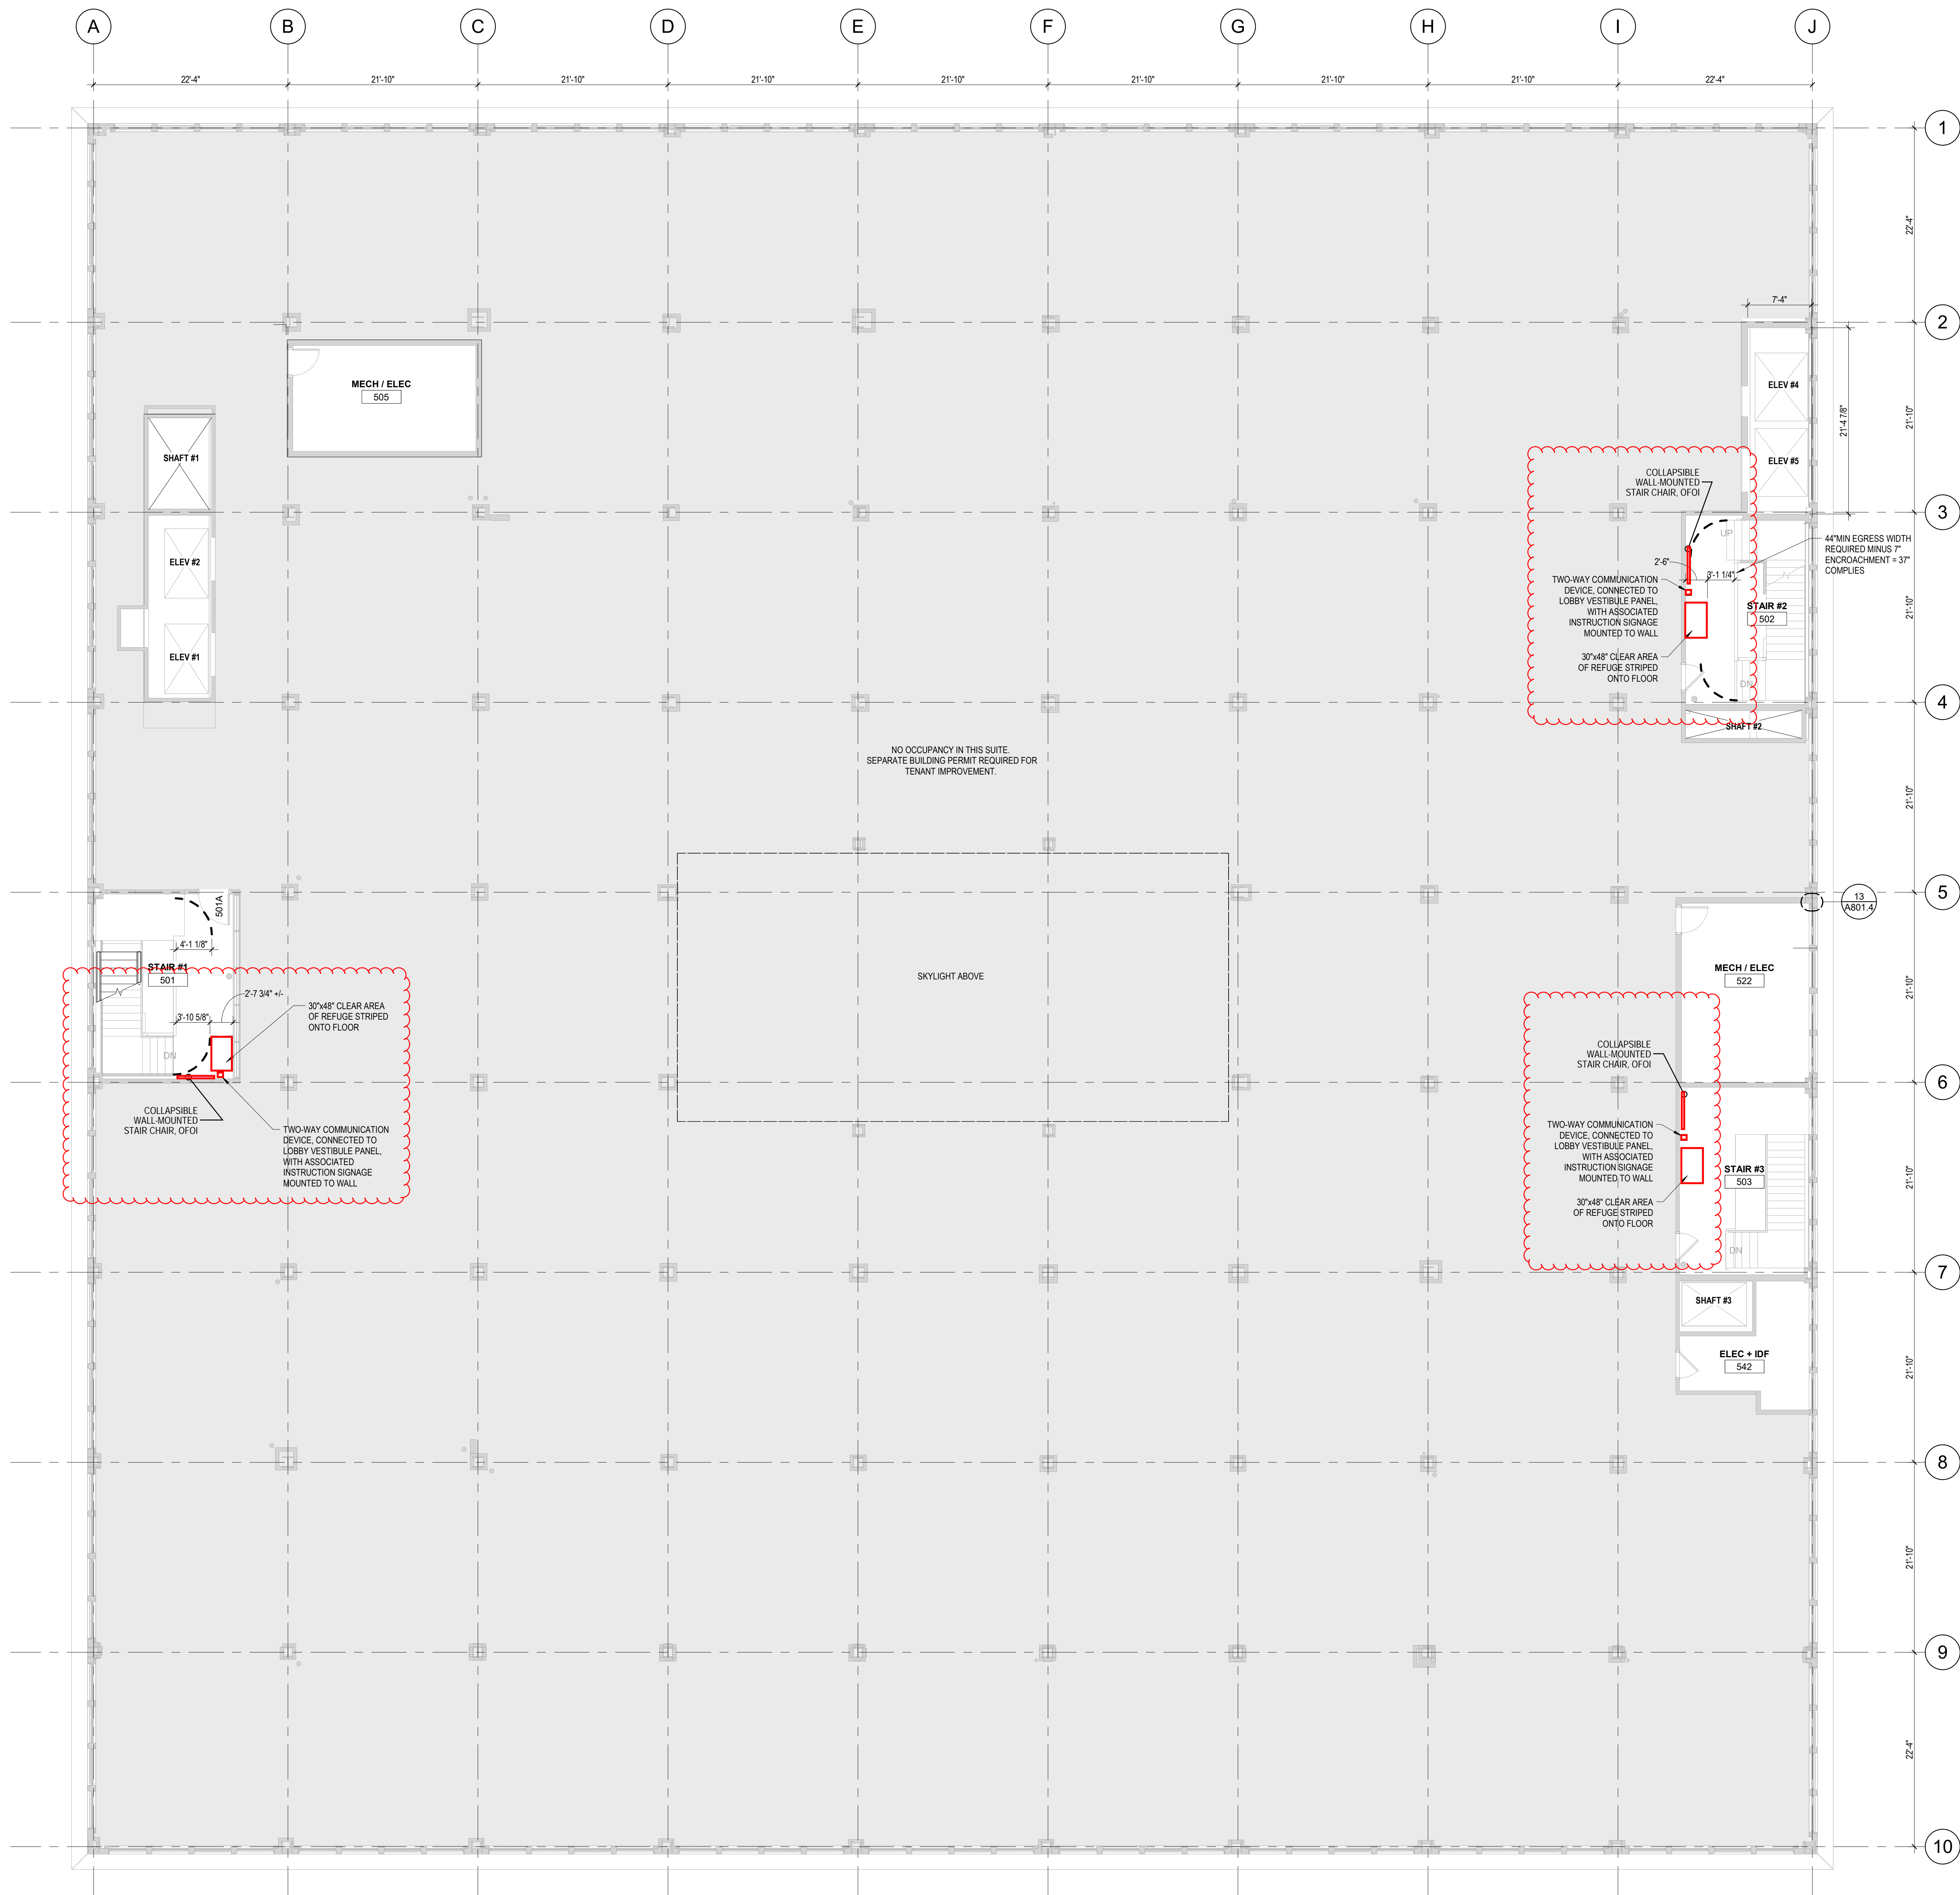 A
B
C
D
E
F
G
H
I
J
22'-4"
21'-10"
21'-10"
21'-10"
21'-10"
21'-10"
21'-10"
21'-10"
22'-4"
1
22'-4"
7'-4"
2
MECH / ELEC
505
ELEV #4
21'-10"
21'-4 7/8"
SHAFT #1
ELEV #5
COLLAPSIBLE
WALL-MOUNTED
STAIR CHAIR, OFOI
3
UP
44"MIN EGRESS WIDTH
REQUIRED MINUS 7"
ENCROACHMENT = 37"
COMPLIES
ELEV #2
2'-6"
3'-1 1/4"
TWO-WAY COMMUNICATION
DEVICE, CONNECTED TO
LOBBY VESTIBULE PANEL,
WITH ASSOCIATED
INSTRUCTION SIGNAGE
MOUNTED TO WALL
STAIR #2
502
21'-10"
ELEV #1
30"x48" CLEAR AREA
OF REFUGE STRIPED
ONTO FLOOR
DN
4
SHAFT #2
NO OCCUPANCY IN THIS SUITE.
SEPARATE BUILDING PERMIT REQUIRED FOR
TENANT IMPROVEMENT.
21'-10"
5
13
A801.4
501A
4'-1 1/8"
STAIR #1
501
SKYLIGHT ABOVE
MECH / ELEC
522
21'-10"
2'-7 3/4" +/-
30"x48" CLEAR AREA
OF REFUGE STRIPED
ONTO FLOOR
3'-10 5/8"
DN
COLLAPSIBLE
WALL-MOUNTED
STAIR CHAIR, OFOI
6
COLLAPSIBLE
WALL-MOUNTED
STAIR CHAIR, OFOI
TWO-WAY COMMUNICATION
DEVICE, CONNECTED TO
LOBBY VESTIBULE PANEL,
WITH ASSOCIATED
INSTRUCTION SIGNAGE
MOUNTED TO WALL
TWO-WAY COMMUNICATION
DEVICE, CONNECTED TO
LOBBY VESTIBULE PANEL,
WITH ASSOCIATED
INSTRUCTION SIGNAGE
MOUNTED TO WALL
STAIR #3
503
21'-10"
30"x48" CLEAR AREA
OF REFUGE STRIPED
ONTO FLOOR
DN
7
SHAFT #3
ELEC + IDF
542
21'-10"
8
21'-10"
9
22'-4"
10